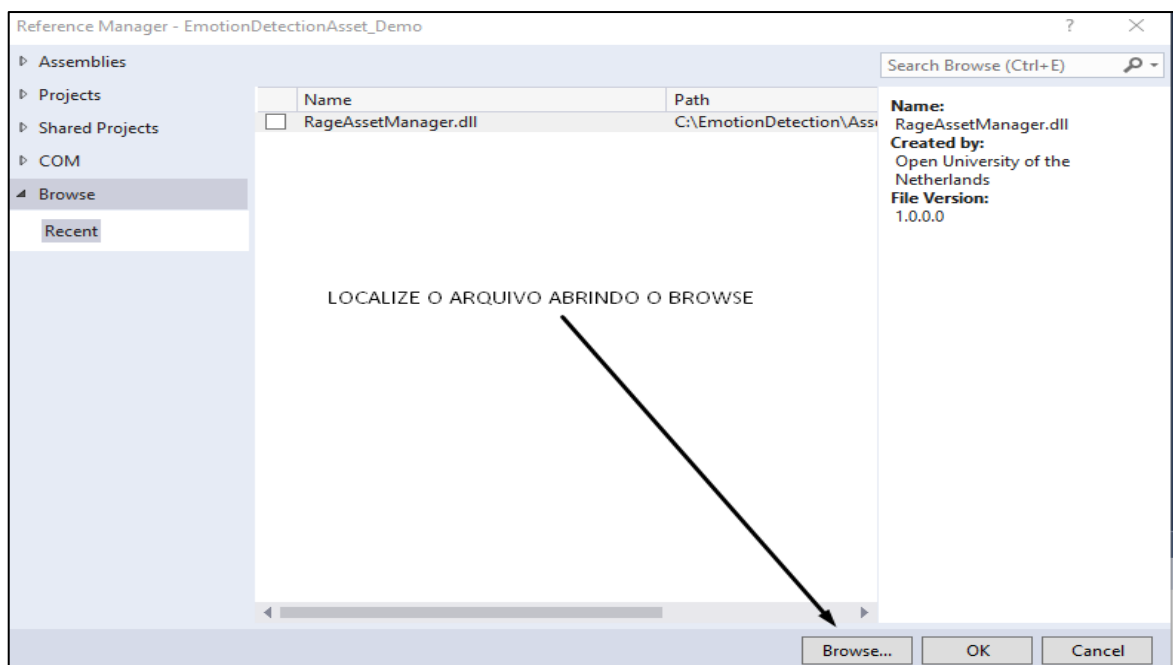 Reference Manager - EmotionDetectionAsset_Demo
?
Assemblies
Projects
Shared Projects
COM
Browse
Recent
Search Browse (Ctrl+E)
Name Path
RageAssetManager.dll C:\EmotionDetection\Ass
Name:
RageAssetManager.dll
Created by:
Open University of the
Netherlands
File Version:
1.0.0.0
LOCALIZE O ARQUIVO ABRINDO O BROWSE
Browse... OK Cancel